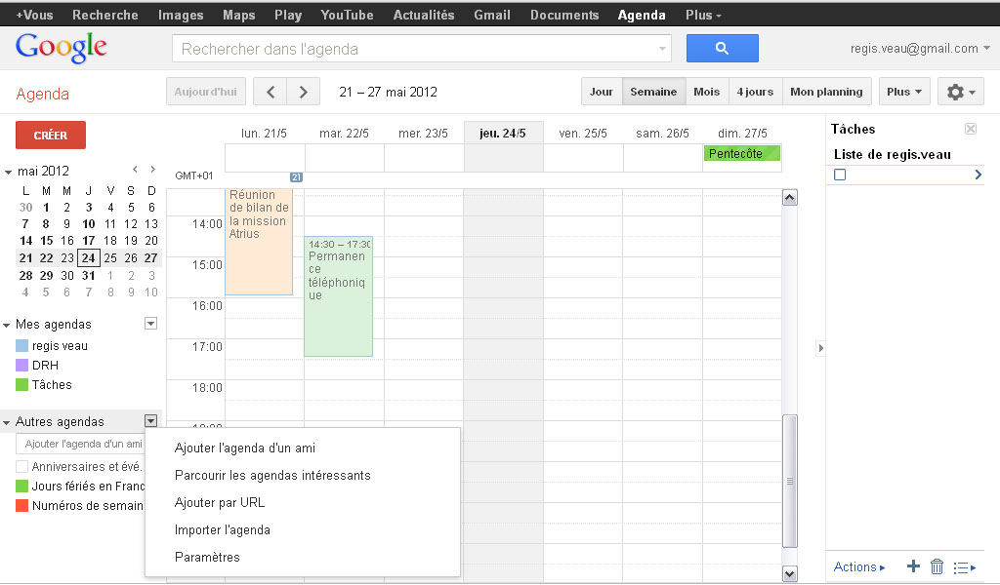 +Vous Recherche Images Maps Play YouTube Actualités Gmail Documents Agenda Plus
Google
Rechercher dans l'agenda
regis.veau@gmail.com
Agenda
Aujourd'hui
21 – 27 mai 2012
Jour Semaine Mois 4 jours Mon planning
Plus
CRÉER
mai 2012
L M M J V S D
30 1 2 3 4 5 6
7 8 9 10 11 12 13
14 15 16 17 18 19 20
21 22 23 24 25 26 27
28 29 30 31 1 2 3
4 5 6 7 8 9 10
Mes agendas
regis veau
DRH
Tâches
Autres agendas
Ajouter l'agenda d'un ami
Anniversaires et évé.
Jours fériés en Franc
Numéros de semain
lun. 21/5 mar. 22/5 mer. 23/5 jeu. 24/5 ven. 25/5 sam. 26/5 dim. 27/5
Pentecôte
GMT+01
21
14:00
15:00
16:00
17:00
18:00
Réunion
de bilan de
la mission
Atrius
14:30 – 17:30
Permanen
ce
téléphoniq
ue
Ajouter l'agenda d'un ami
Parcourir les agendas intéressants
Ajouter par URL
Importer l'agenda
Paramètres
Tâches
Liste de regis.veau
Actions